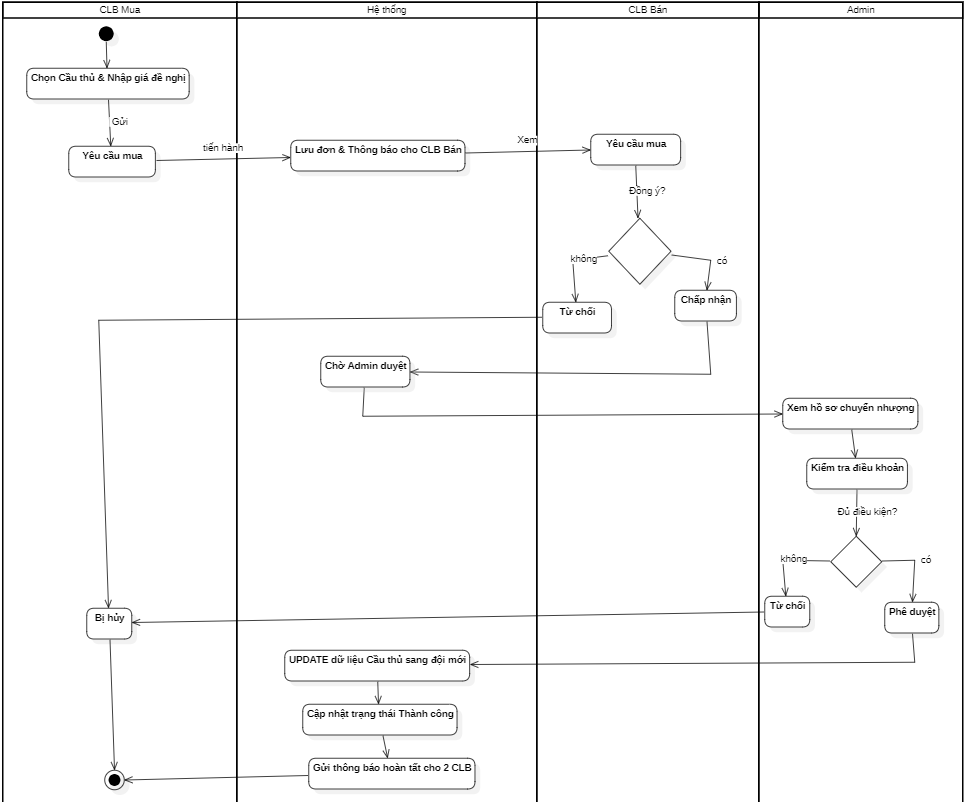 CLB Mua
Hệ thống
CLB Bán
Admin
Chọn Cầu thủ & Nhập giá đề nghị
Gửi
Yêu cầu mua
tiến hành
Lưu đơn & Thông báo cho CLB Bán
Xem
Yêu cầu mua
Đồng ý?
không
có
Từ chối
Chấp nhận
Chờ Admin duyệt
Xem hồ sơ chuyển nhượng
Kiểm tra điều khoản
Đủ điều kiện?
không
có
Từ chối
Phê duyệt
Bị hủy
UPDATE dữ liệu Cầu thủ sang đội mới
Cập nhật trạng thái Thành công
Gửi thông báo hoàn tất cho 2 CLB